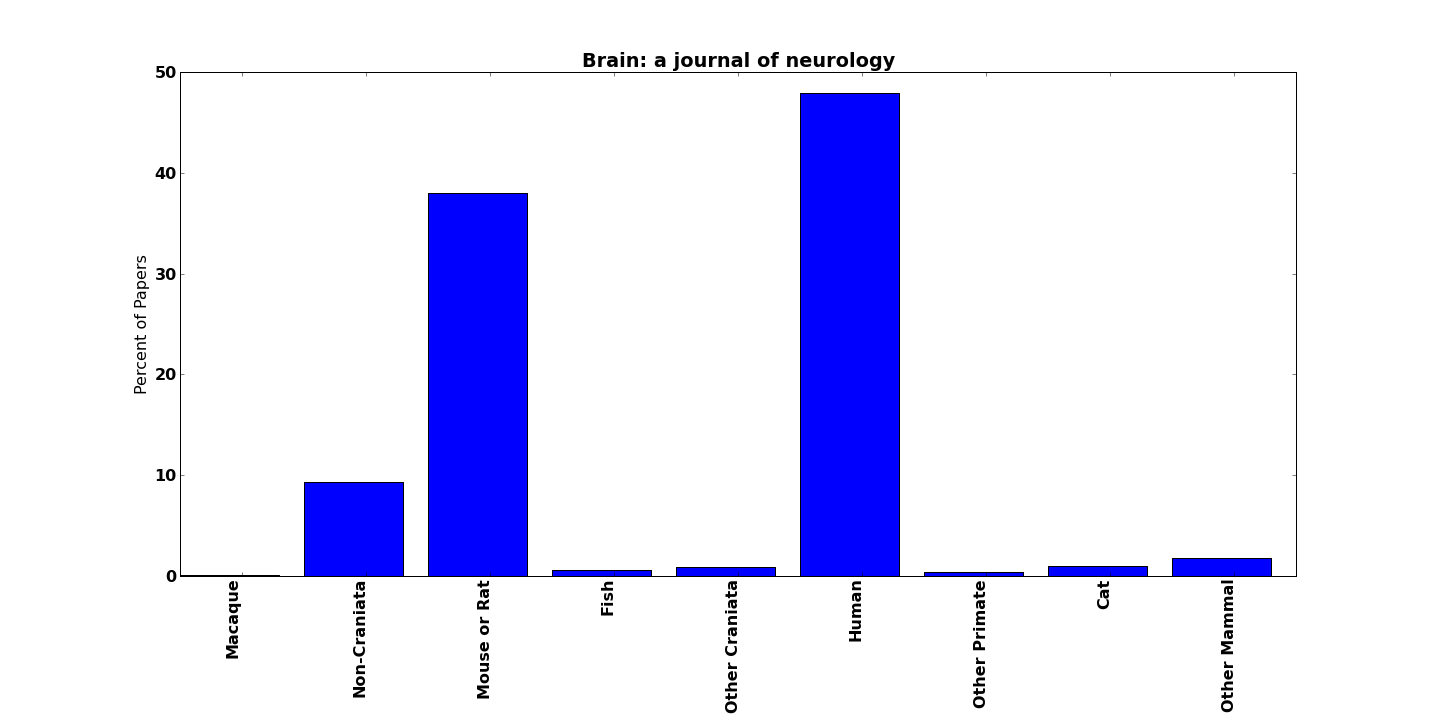 Brain: a journal of neurology
50
40
30
20
10
0
Percent of Papers
Macaque
Non-Craniata
Mouse or Rat
Fish
Other Craniata
Human
Other Primate
Cat
Other Mammal